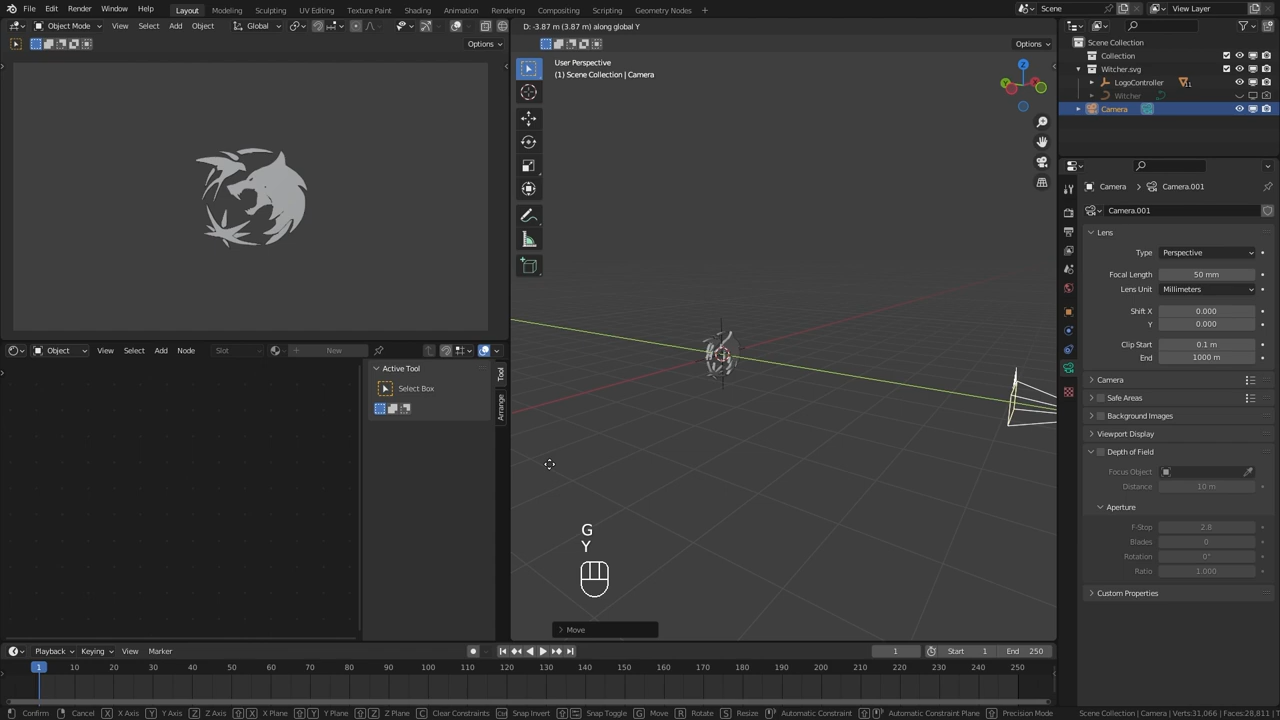 File Edit Render Window Help Layout Modeling Sculpting UV Editing Texture Paint Shading Animation Rendering Compositing Scripting Geometry Nodes Scene View Layer
Object Mode View Select Add Object Global
D: -3.87 m (3.87 m) along global Y
Options
Options
User Perspective
(1) Scene Collection | Camera
Z
Y
X
Scene Collection
Collection
Witcher.svg
LogoController 11
Witcher
Camera
Camera Camera.001
Camera.001
Lens
Type Perspective
Focal Length 50 mm
Lens Unit Millimeters
Shift X 0.000
Y 0.000
Clip Start 0.1 m
End 1000 m
Camera
Safe Areas
Background Images
Viewport Display
Depth of Field
Focus Object
Distance 10 m
Aperture
F-Stop 2.8
Blades 0
Rotation 0°
Ratio 1.000
Custom Properties
Object View Select Add Node Slot New
Active Tool
Select Box
Tool
Arrange
G
Y
Move
Playback Keying View Marker 1 Start 1 End 250
1 10 20 30 40 50 60 70 80 90 100 110 120 130 140 150 160 170 180 190 200 210 220 230 240 250
Confirm Cancel X X Axis Y Y Axis Z Z Axis X X Plane Y Y Plane Z Z Plane C Clear Constraints Snap Invert Snap Toggle G Move R Rotate S Resize Automatic Constraint Automatic Constraint Plane Precision Mode Scene Collection | Camera | Verts:31,066 | Faces:28,811